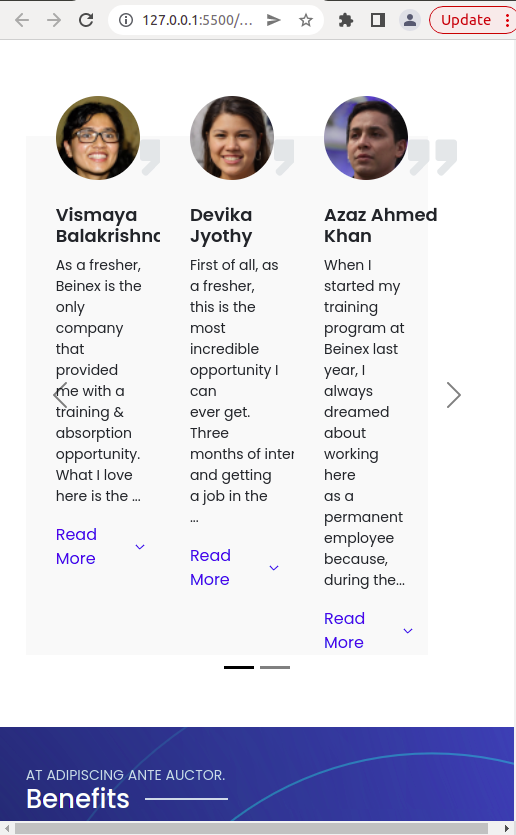 127.0.0.1:5500/...
Update
Vismaya
Balakrishna
As a fresher,
Beinex is the
only
company
that
provided
me with a
training &
absorption
opportunity.
What I love
here is the ...
Read
More
Devika
Jyothy
First of all, as
a fresher,
this is the
most
incredible
opportunity I
can
ever get.
Three
months of inter
and getting
a job in the
...
Read
More
Azaz Ahmed
Khan
When I
started my
training
program at
Beinex last
year, I
always
dreamed
about
working
here
as a
permanent
employee
because,
during the...
Read
More
AT ADIPISCING ANTE AUCTOR.
Benefits